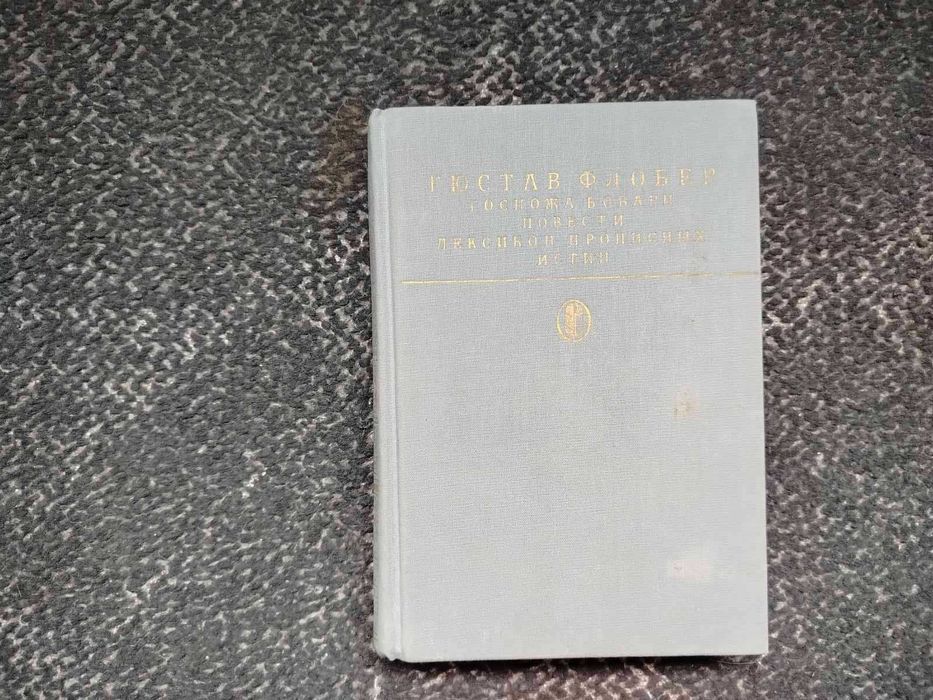 ГЮСТАВ ФЛОБЕР
ГОСПОЖА БОВАРИ
ПОВЕСТИ
ЛЕКСИКОН ПРОПИСНЫХ
ИСТИН